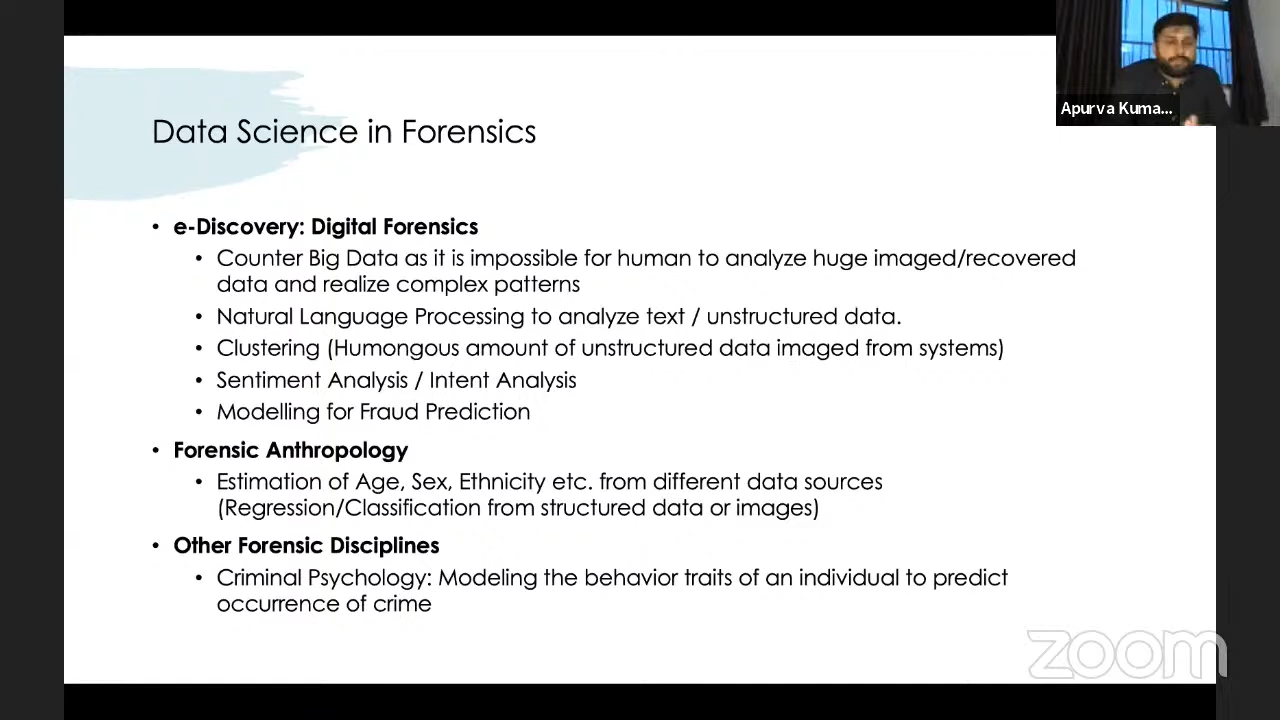 Apurva Kuma...
Data Science in Forensics
• e-Discovery: Digital Forensics
• Counter Big Data as it is impossible for human to analyze huge imaged/recovered
data and realize complex patterns
• Natural Language Processing to analyze text / unstructured data.
• Clustering (Humongous amount of unstructured data imaged from systems)
• Sentiment Analysis / Intent Analysis
• Modelling for Fraud Prediction
• Forensic Anthropology
• Estimation of Age, Sex, Ethnicity etc. from different data sources
(Regression/Classification from structured data or images)
• Other Forensic Disciplines
• Criminal Psychology: Modeling the behavior traits of an individual to predict
occurrence of crime
zoom